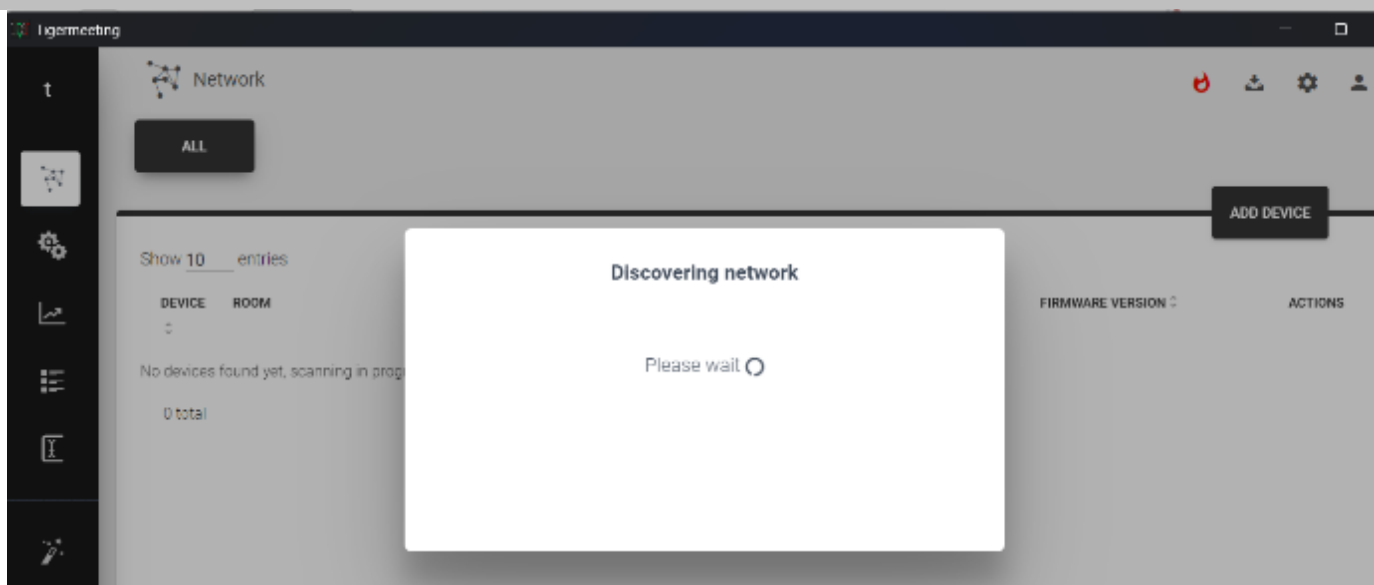 Tigermeeting
t
Network
ALL
ADD DEVICE
Show 10 entries
Discovering network
DEVICE ROOM FIRMWARE VERSION ACTIONS
Please wait
No devices found yet, scanning in prog
0 total